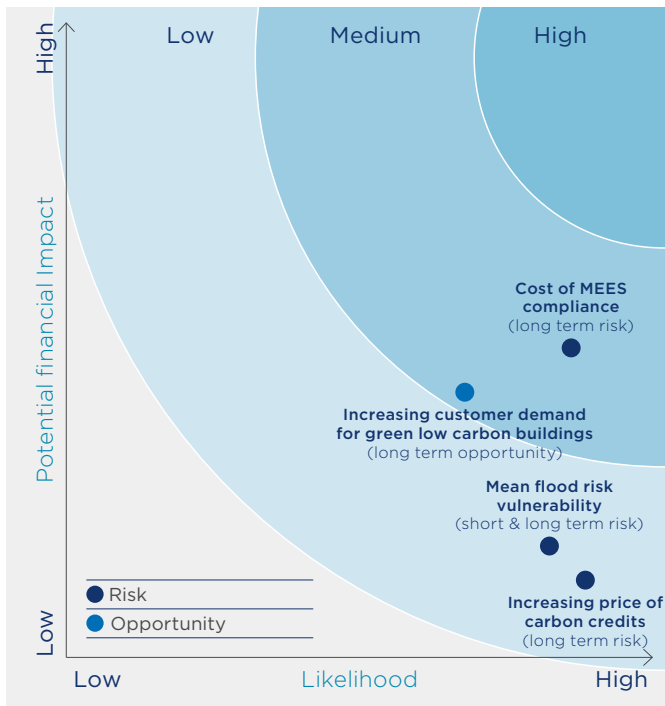 High
Low
Medium
High
Potential financial Impact
Cost of MEES
compliance
(long term risk)
Increasing customer demand
for green low carbon buildings
(long term opportunity)
Mean flood risk
vulnerability
(short & long term risk)
Increasing price of
carbon credits
(long term risk)
Risk
Opportunity
Low
Low
Likelihood
High